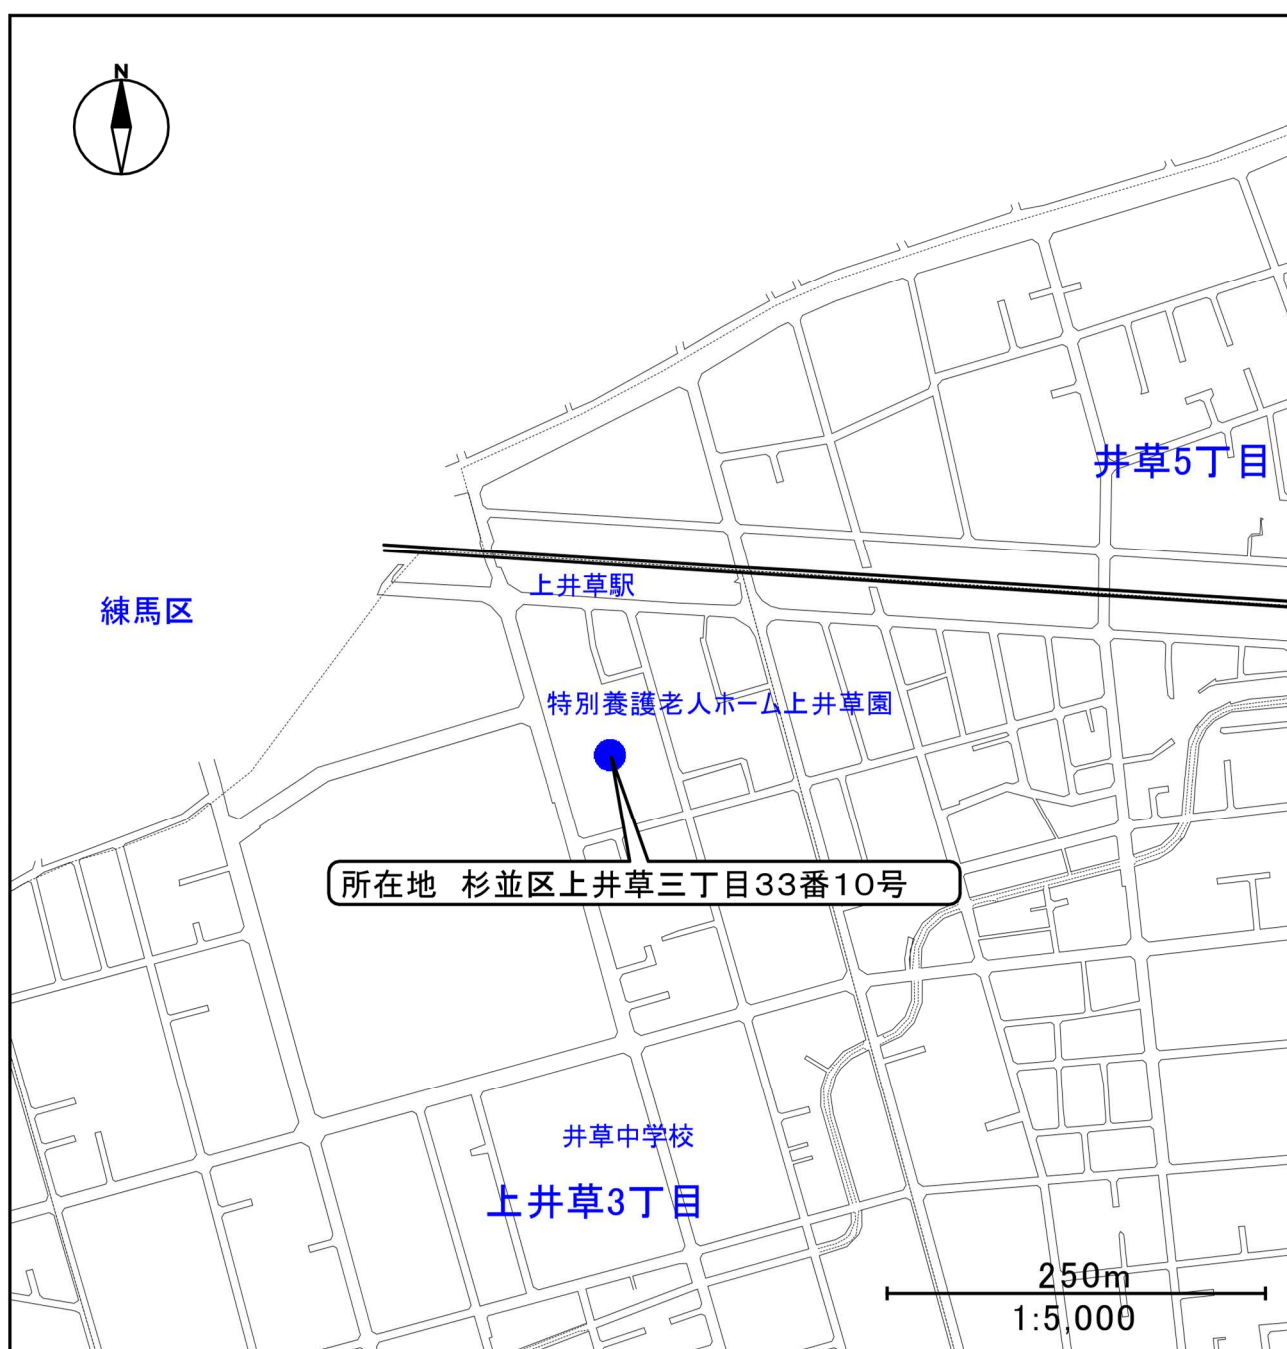 N
井草5丁目
上井草駅
練馬区
特別養護老人ホーム上井草園
所在地 杉並区上井草三丁目33番10号
井草中学校
上井草3丁目
250m
1:5,000